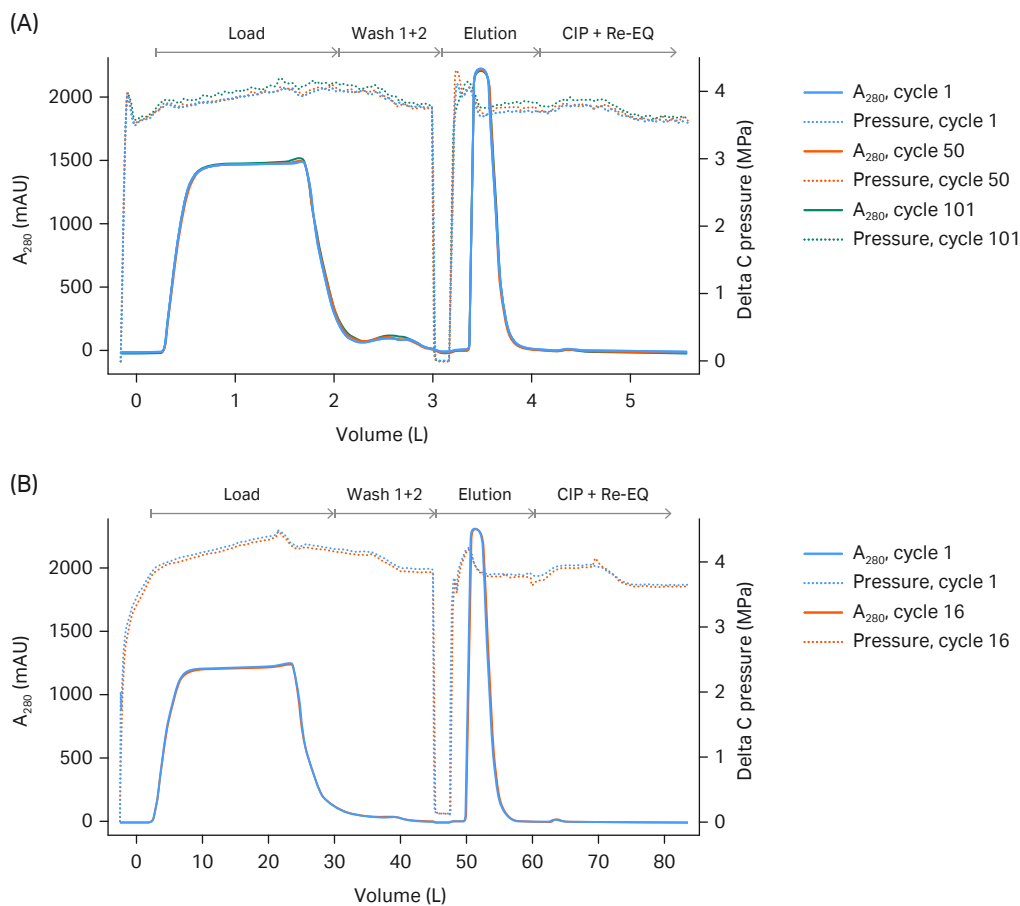 (A)
Load Wash 1+2 Elution CIP + Re-EQ
2000
1500
1000
500
0
A₂₈₀ (mAU)
4
3
2
1
0
Delta C pressure (MPa)
0 1 2 3 4 5
Volume (L)
A₂₈₀, cycle 1
Pressure, cycle 1
A₂₈₀, cycle 50
Pressure, cycle 50
A₂₈₀, cycle 101
Pressure, cycle 101
(B)
Load Wash 1+2 Elution CIP + Re-EQ
2000
1500
1000
500
0
A₂₈₀ (mAU)
4
3
2
1
0
Delta C pressure (MPa)
0 10 20 30 40 50 60 70 80
Volume (L)
A₂₈₀, cycle 1
Pressure, cycle 1
A₂₈₀, cycle 16
Pressure, cycle 16